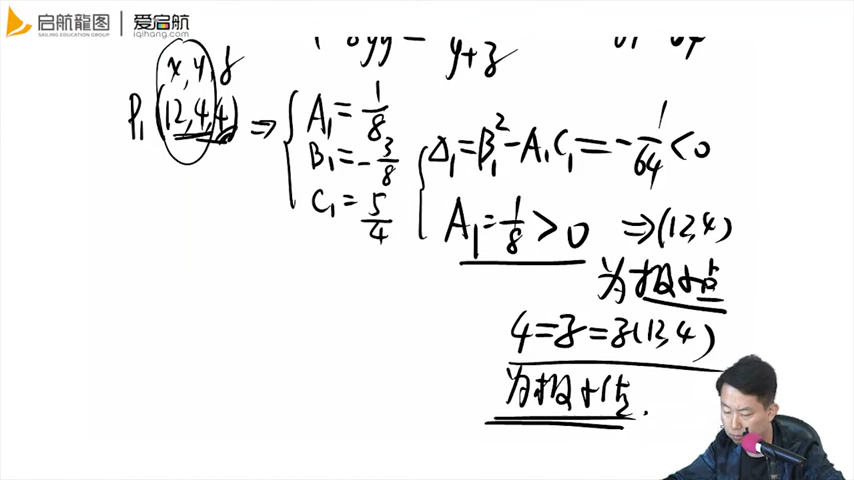 启航龍图 爱启航
SAILING EDUCATION GROUP iqihang.com
x, y, z
P₁ (12,4,4) ⇒ { A₁ = 1/8
B₁ = -3/8
C₁ = 5/4
{ Δ₁ = B₁² - A₁C₁ = -1/64 < 0
A₁ = 1/8 > 0 ⇒ (12,4)
为极小点
4 = z = z(12,4)
为极小值.